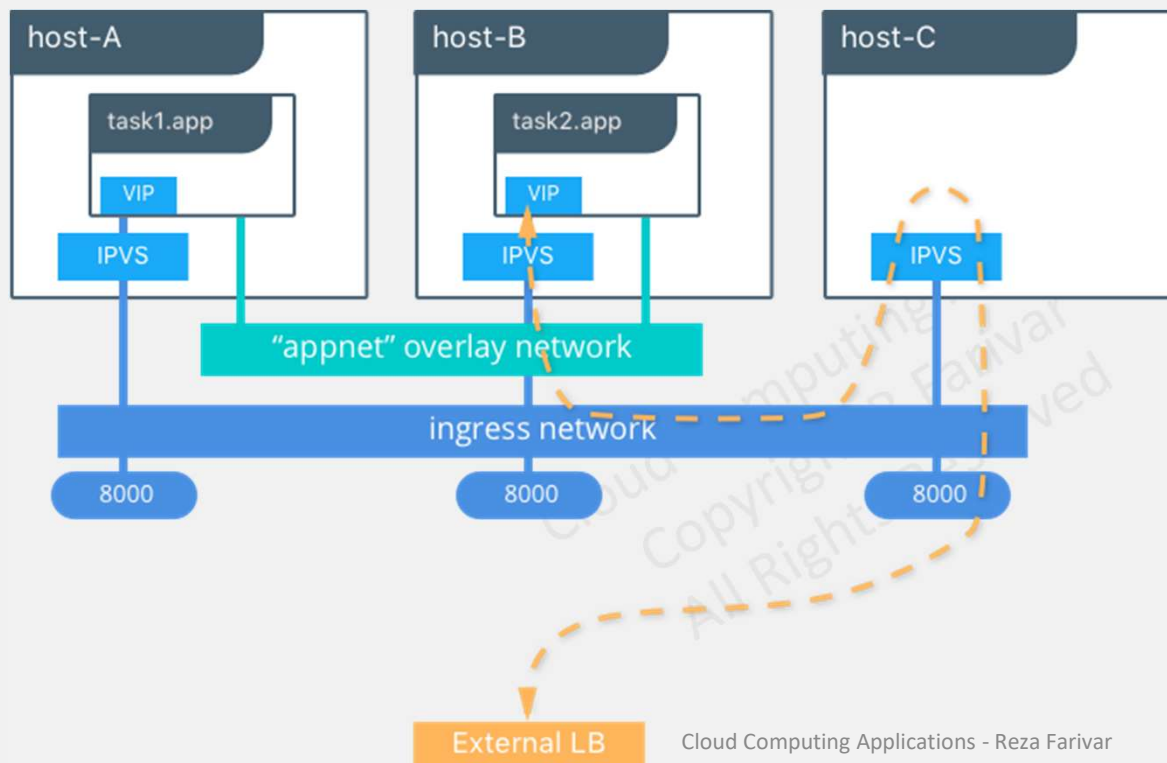 host-A
host-B
host-C
task1.app
task2.app
VIP
VIP
IPVS
IPVS
IPVS
“appnet” overlay network
ingress network
8000
8000
8000
External LB
Cloud Computing Applications - Reza Farivar